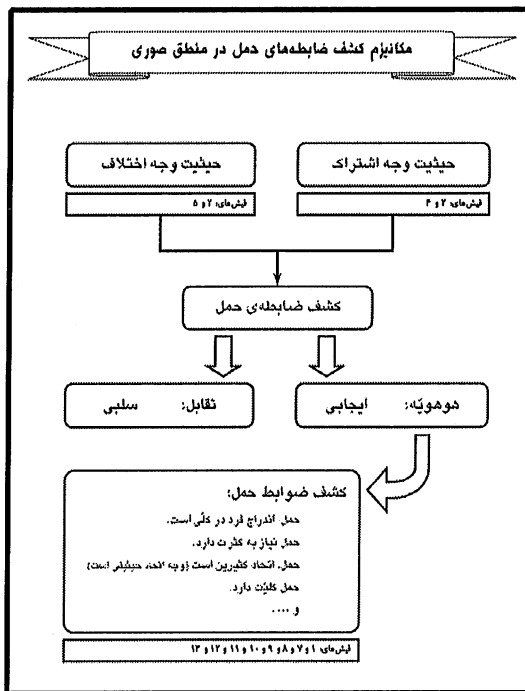 مکانیزم کشف ضابطه‌های حمل در منطق صوری
حیثیت وجه اشتراک
حیثیت وجه اختلاف
فیش‌های: ۲ و ۴
فیش‌های: ۲ و ۵
کشف ضابطه‌ی حمل
هوهویّه: ایجابی
تقابل: سلبی
کشف ضوابط حمل:
حمل اندراج فرد در کلّی است.
حمل نیاز به کثرت دارد.
حمل، اتحاد کثیرین است (وجه اتحاد حیثیتی است)
حمل کلیّت دارد.
و ....
فیش‌های: ۱ و ۷ و ۸ و ۹ و ۱۰ و ۱۱ و ۱۲ و ۱۳